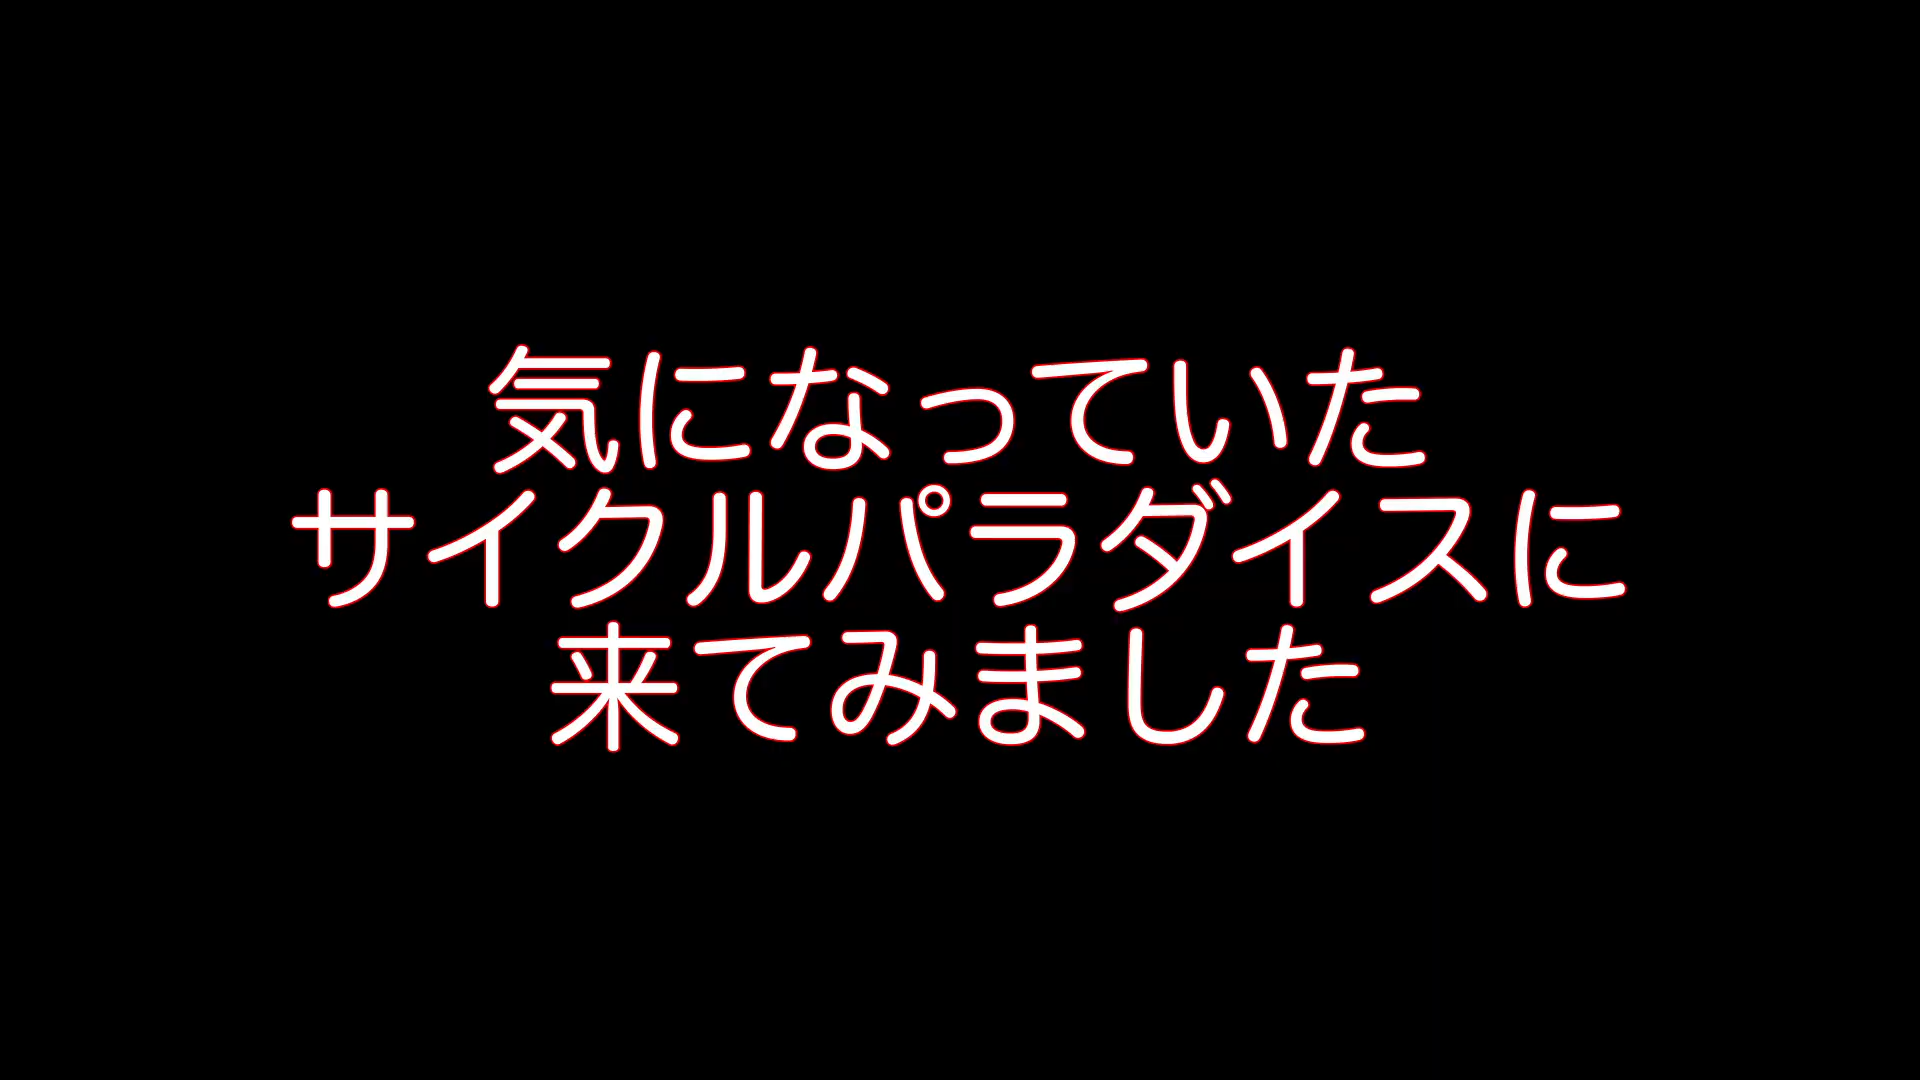 気になっていた
サイクルパラダイスに
来てみました